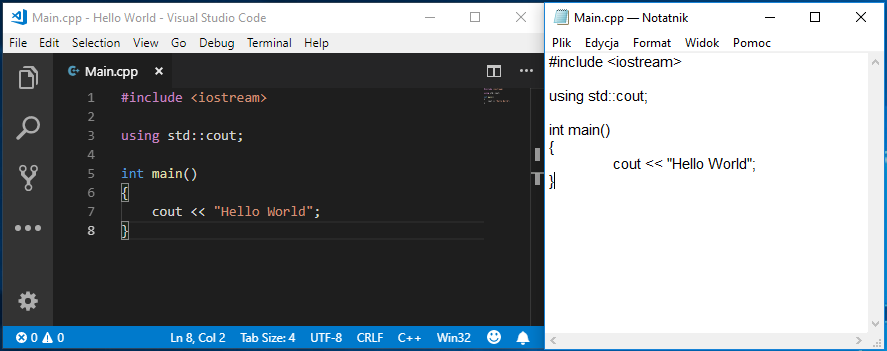 Main.cpp - Hello World - Visual Studio Code
File Edit Selection View Go Debug Terminal Help
Main.cpp
1 #include <iostream>
2
3 using std::cout;
4
5 int main()
6 {
7 cout << "Hello World";
8 }
0 0 Ln 8, Col 2 Tab Size: 4 UTF-8 CRLF C++ Win32
Main.cpp — Notatnik
Plik Edycja Format Widok Pomoc
#include <iostream>
using std::cout;
int main()
{
cout << "Hello World";
}